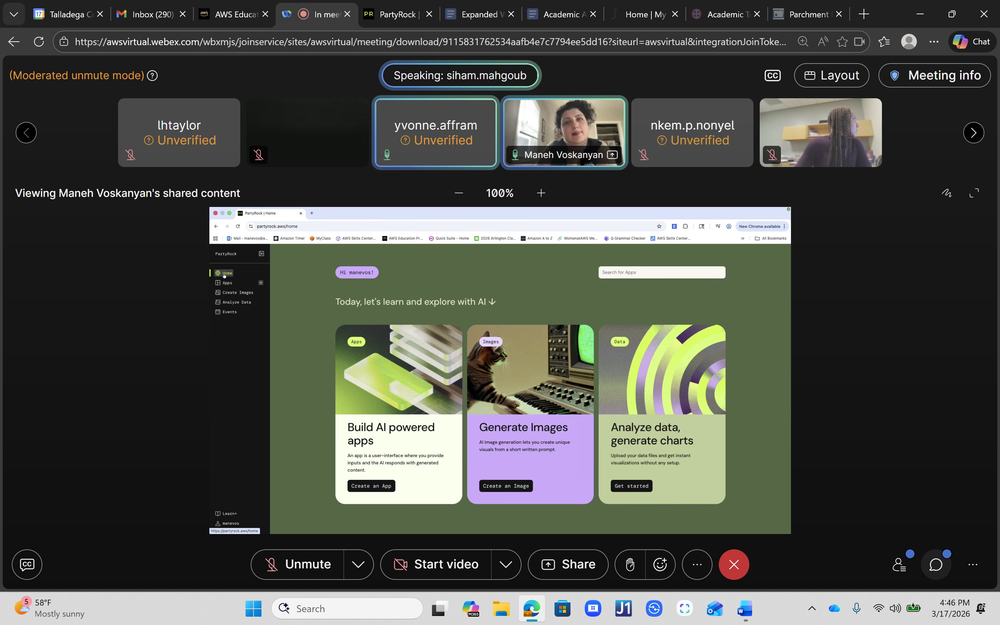 Talladega C
Inbox (290)
AWS Educat
In mee
PartyRock |
Expanded
Academic A
Home | My
Academic T
Parchment
https://awsvirtual.webex.com/wbxmjs/joinservice/sites/awsvirtual/meeting/download/9115831762534aafb4e7c7794ee5dd16?siteurl=awsvirtual&integrationJoinToke...
Chat
(Moderated unmute mode)
Speaking: siham.mahgoub
CC
Layout
Meeting info
lhtaylor
Unverified
yvonne.affram
Unverified
Maneh Voskanyan
nkem.p.nonyel
Unverified
Viewing Maneh Voskanyan's shared content
100%
PartyRock | Home
partyrock.aws/home
New Chrome available
Mail - manevos@a...
Amazon Timer
MyClass
AWS Skills Center...
AWS Education Pr...
Quick Suite - Home
2026 Arlington Cla...
Amazon A to Z
WomenatAWS Me...
Q Grammar Checker
AWS Skills Center...
All Bookmarks
PartyRock
Home
Apps
Create Images
Analyze Data
Events
Hi manevos!
Search for Apps
Today, let's learn and explore with AI ↓
Apps
Build AI powered
apps
An app is a user-interface where you provide
inputs and the AI responds with generated
content.
Create an App
Images
Generate Images
AI image generation lets you create unique
visuals from a short written prompt.
Create an Image
Data
Analyze data,
generate charts
Upload your data files and get instant
visualizations without any setup.
Get started
Learn+
manevos
https://partyrock.aws/home
CC
Unmute
Start video
Share
5
58°F
Mostly sunny
Search
M365
J1
4:46 PM
3/17/2026